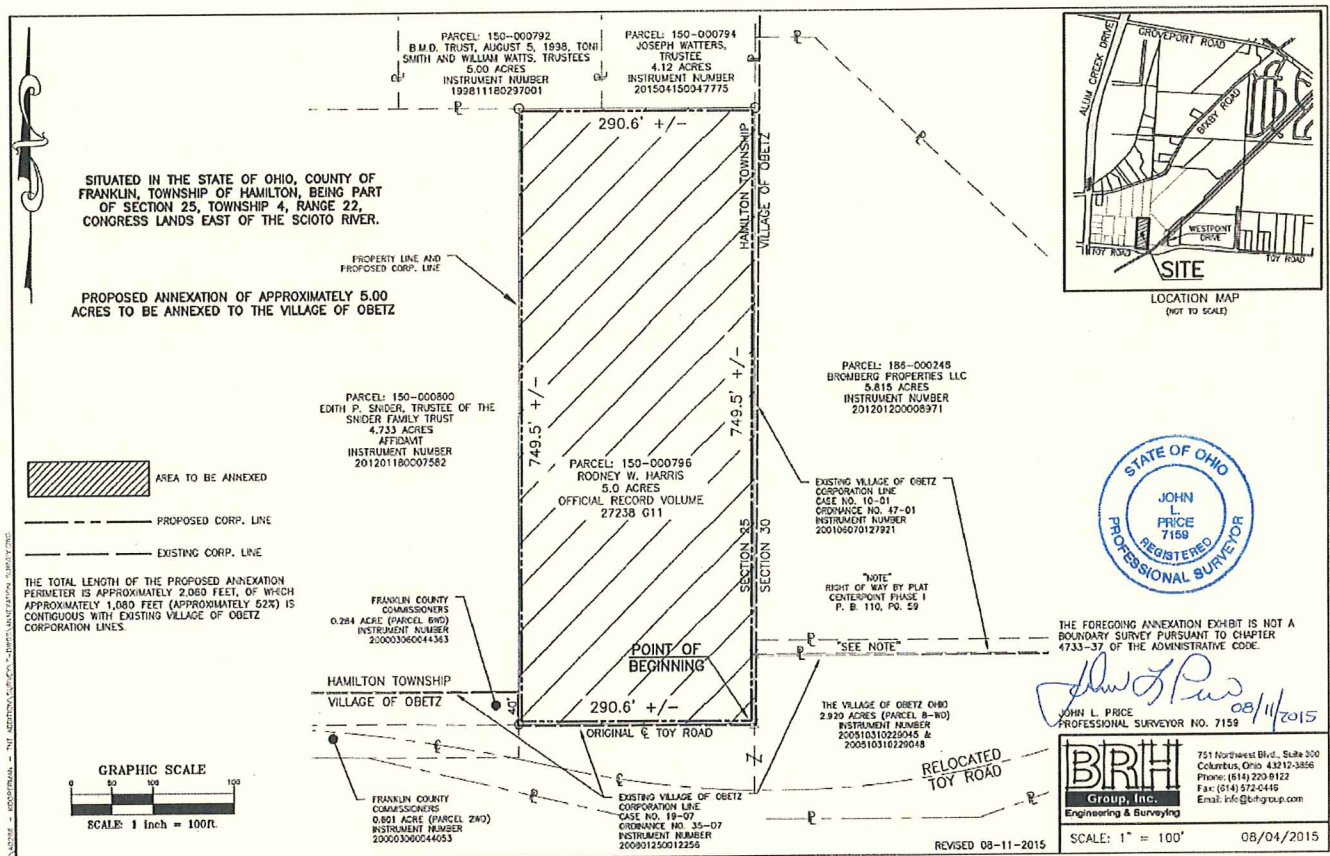 PARCEL: 150-000792
B.M.D. TRUST, AUGUST 5, 1998, TONI
SMITH AND WILLIAM WATTS, TRUSTEES
5.00 ACRES
INSTRUMENT NUMBER
199811180297001
PARCEL: 150-000794
JOSEPH WATTERS,
TRUSTEE
4.12 ACRES
INSTRUMENT NUMBER
201504150047775
290.6' +/-
HAMILTON TOWNSHIP
VILLAGE OF OBETZ
ALUM CREEK DRIVE
GROVEPORT ROAD
BIXBY ROAD
WESTPOINT
DRIVE
TOY ROAD
TOY ROAD
SITE
LOCATION MAP
(NOT TO SCALE)
SITUATED IN THE STATE OF OHIO, COUNTY OF
FRANKLIN, TOWNSHIP OF HAMILTON, BEING PART
OF SECTION 25, TOWNSHIP 4, RANGE 22,
CONGRESS LANDS EAST OF THE SCIOTO RIVER.
PROPERTY LINE AND
PROPOSED CORP. LINE
PROPOSED ANNEXATION OF APPROXIMATELY 5.00
ACRES TO BE ANNEXED TO THE VILLAGE OF OBETZ
PARCEL: 150-000800
EDITH P. SNIDER, TRUSTEE OF THE
SNIDER FAMILY TRUST
4.733 ACRES
AFFIDAVIT
INSTRUMENT NUMBER
201201180007582
749.5' +/-
749.5' +/-
PARCEL: 186-000248
BROMBERG PROPERTIES LLC
5.815 ACRES
INSTRUMENT NUMBER
201201200008971
PARCEL: 150-000796
RODNEY W. HARRIS
5.0 ACRES
OFFICIAL RECORD VOLUME
27238 G11
AREA TO BE ANNEXED
PROPOSED CORP. LINE
EXISTING CORP. LINE
THE TOTAL LENGTH OF THE PROPOSED ANNEXATION
PERIMETER IS APPROXIMATELY 2,080 FEET, OF WHICH
APPROXIMATELY 1,080 FEET (APPROXIMATELY 52%) IS
CONTIGUOUS WITH EXISTING VILLAGE OF OBETZ
CORPORATION LINES.
EXISTING VILLAGE OF OBETZ
CORPORATION LINE
CASE NO. 10-01
ORDINANCE NO. 47-01
INSTRUMENT NUMBER
200106070127921
SECTION 25
SECTION 30
"NOTE"
RIGHT OF WAY BY PLAT
CENTERPOINT PHASE I
P. B. 110, PG. 59
"SEE NOTE"
STATE OF OHIO
JOHN
L.
PRICE
7159
REGISTERED
PROFESSIONAL SURVEYOR
FRANKLIN COUNTY
COMMISSIONERS
0.284 ACRE (PARCEL 6WD)
INSTRUMENT NUMBER
200003060044363
POINT OF
BEGINNING
HAMILTON TOWNSHIP
VILLAGE OF OBETZ
40'
290.6' +/-
ORIGINAL ℄ TOY ROAD
THE VILLAGE OF OBETZ OHIO
2.920 ACRES (PARCEL 8-WD)
INSTRUMENT NUMBER
200510310229045 &
200510310229048
THE FOREGOING ANNEXATION EXHIBIT IS NOT A
BOUNDARY SURVEY PURSUANT TO CHAPTER
4733-37 OF THE ADMINISTRATIVE CODE.
John L Price 08/11/2015
JOHN L. PRICE
PROFESSIONAL SURVEYOR NO. 7159
GRAPHIC SCALE
0 50 100 100
SCALE: 1 inch = 100ft.
FRANKLIN COUNTY
COMMISSIONERS
0.601 ACRE (PARCEL 2WD)
INSTRUMENT NUMBER
200003060044053
EXISTING VILLAGE OF OBETZ
CORPORATION LINE
CASE NO. 19-07
ORDINANCE NO. 35-07
INSTRUMENT NUMBER
200801250012256
RELOCATED
TOY ROAD
REVISED 08-11-2015
BRH
Group, Inc.
Engineering & Surveying
751 Northwest Blvd., Suite 300
Columbus, Ohio 43212-3856
Phone: (614) 220-9122
Fax: (614) 572-0446
Email: info@brhgroup.com
SCALE: 1" = 100' 08/04/2015